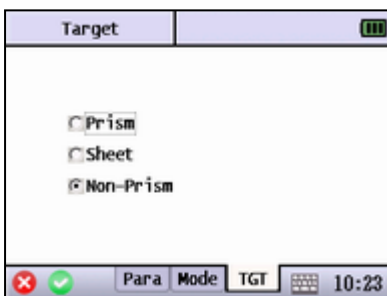 Target
Prism
Sheet
Non-Prism
Para Mode TGT 10:23